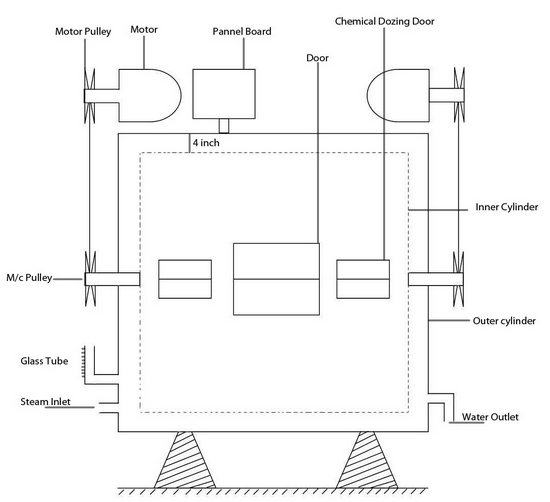 Chemical Dozing Door
Motor Pulley
Motor
Pannel Board
Door
4 inch
Inner Cylinder
M/c Pulley
Outer cylinder
Glass Tube
Steam Inlet
Water Outlet